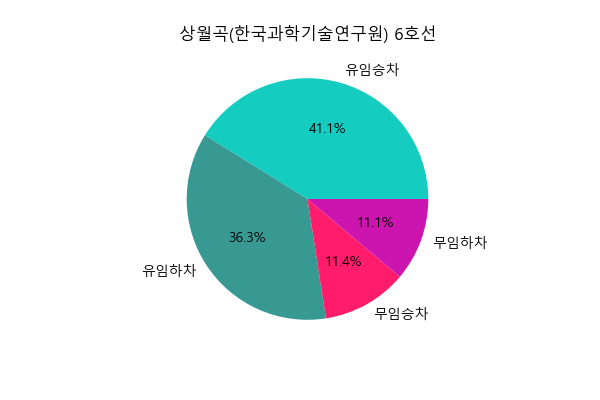 상월곡(한국과학기술연구원) 6호선
유임승차
41.1%
36.3%
유임하차
11.4%
무임승차
11.1%
무임하차